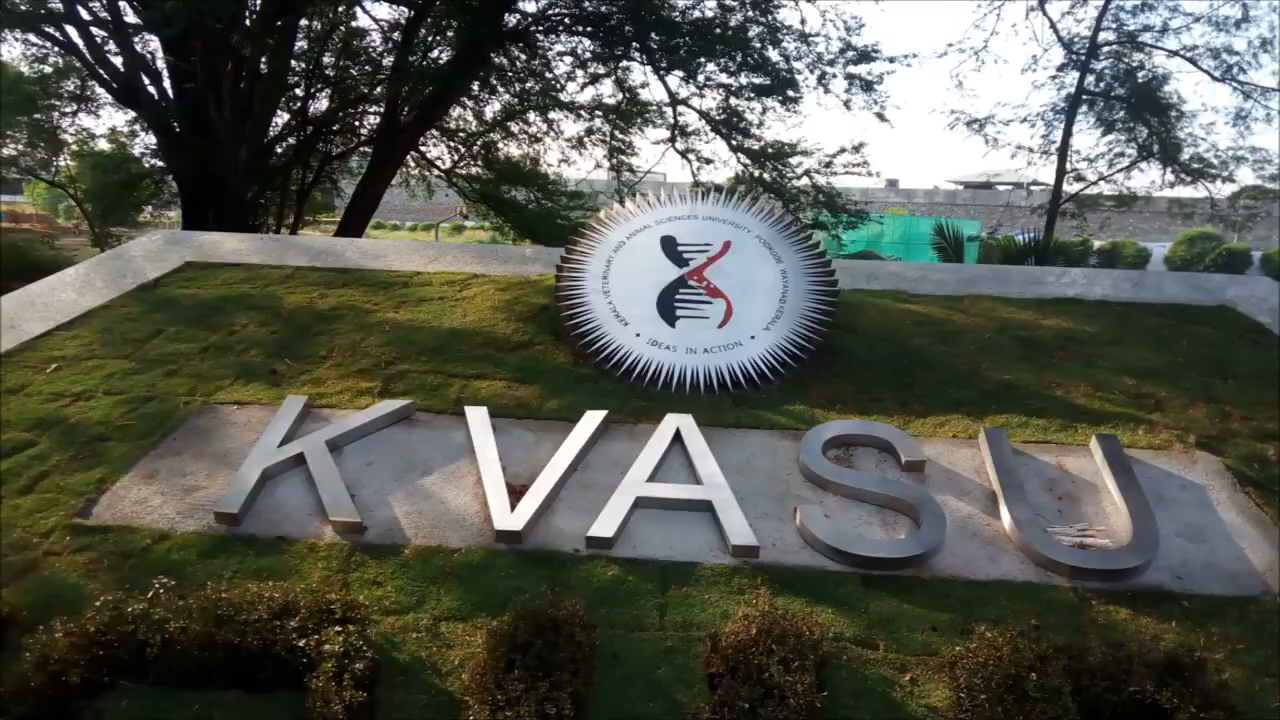 KERALA VETERINARY AND ANIMAL SCIENCES UNIVERSITY POOKODE WAYANAD KERALA
IDEAS IN ACTION
KVASU